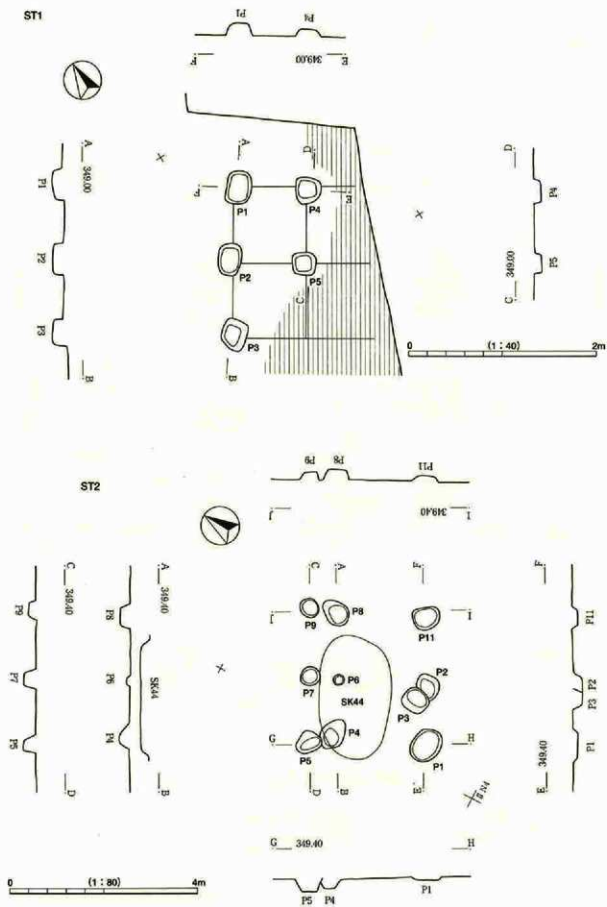 ST1
P1 P4
F 349.00 E
A 349.00 B
P1 P2 P3
A D
F E
P1 P4
P2 P5
C
P3
B
D 349.00 C
P4 P5
0 (1:40) 2m
ST2
P9 P8 P11
J 349.40 I
C 349.40 D
P9 P7 P5
A 349.40 B
P8 P6 P4
SK44
C A F
J I
P9 P8 P11
P7 P6 P2
SK44 P3
G H
P5 P4 P1
D B E
F 349.40 E
P11 P2 P3 P1
G 349.40 H
P5 P4 P1
0 (1:80) 4m